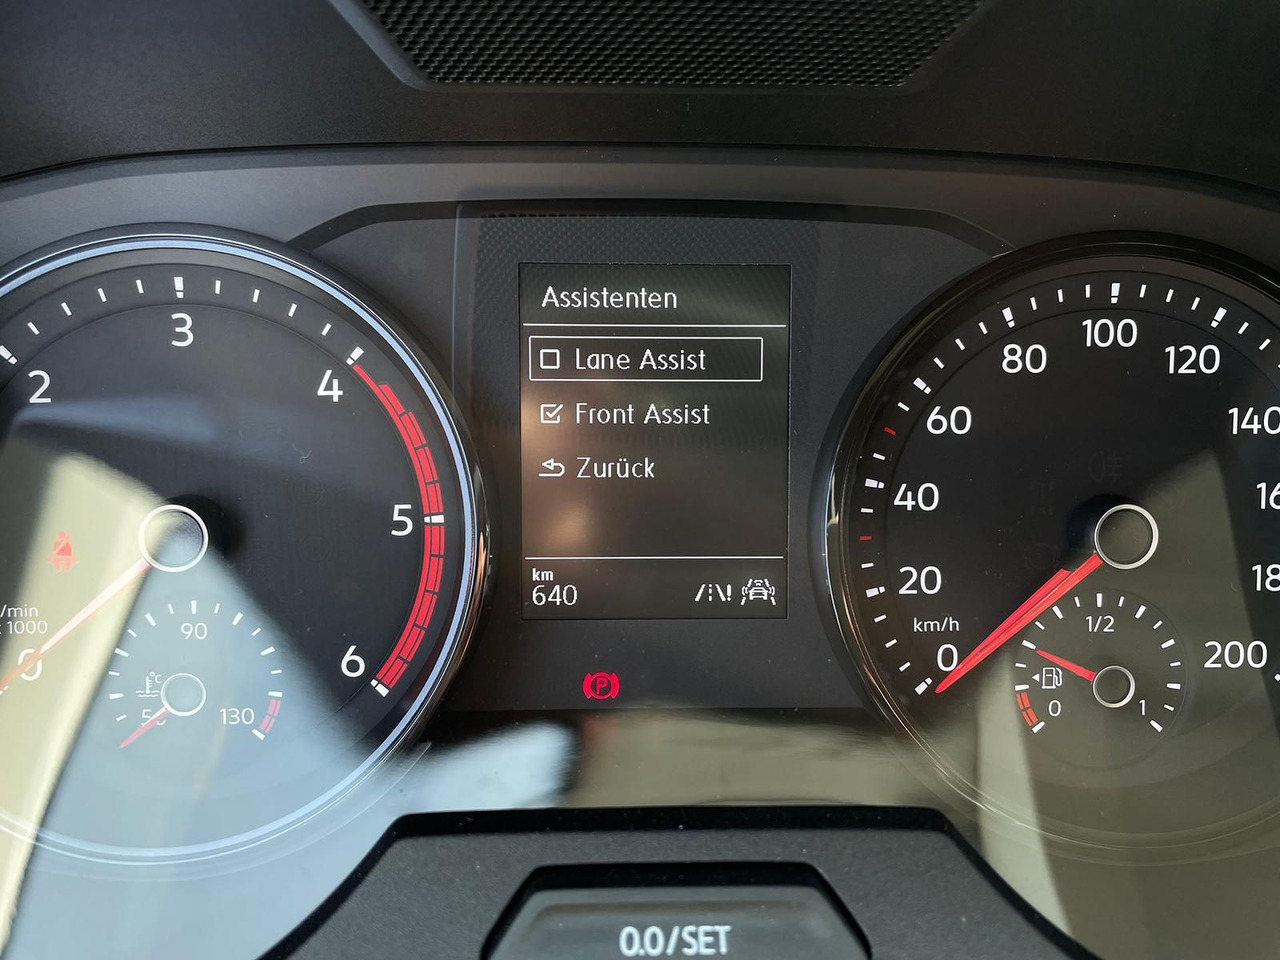 Assistenten
Lane Assist
Front Assist
Zurück
km
640
2
3
4
5
6
0
/min
x 1000
90
130
°C
P
0
20
40
60
80
100
120
140
200
km/h
1/2
0
1
0.0/SET